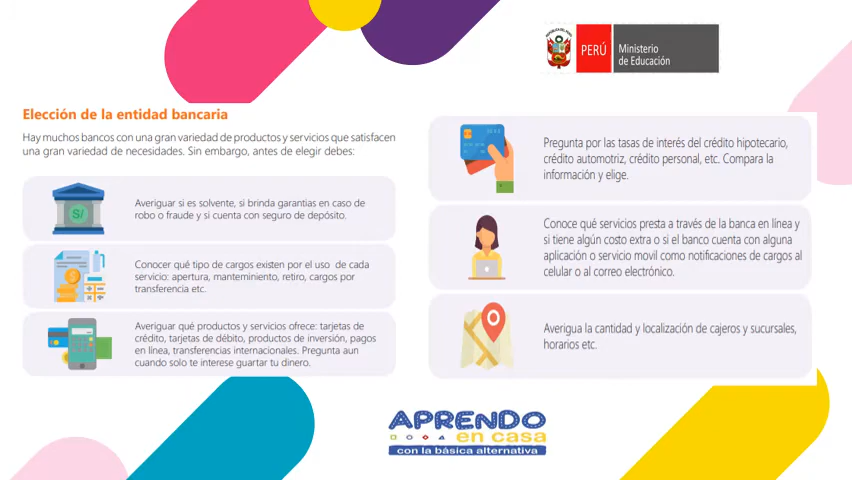 REPÚBLICA DEL PERÚ
PERÚ
Ministerio
de Educación
Elección de la entidad bancaria
Hay muchos bancos con una gran variedad de productos y servicios que satisfacen
una gran variedad de necesidades. Sin embargo, antes de elegir debes:
S/
Averiguar si es solvente, si brinda garantias en caso de
robo o fraude y si cuenta con seguro de depósito.
Conocer qué tipo de cargos existen por el uso de cada
servicio: apertura, manteminiento, retiro, cargos por
transferencia etc.
Averiguar qué productos y servicios ofrece: tarjetas de
crédito, tarjetas de débito, productos de inversión, pagos
en línea, transferencias internacionales. Pregunta aun
cuando solo te interese guartar tu dinero.
Pregunta por las tasas de interés del crédito hipotecario,
crédito automotriz, crédito personal, etc. Compara la
información y elige.
Conoce qué servicios presta a través de la banca en línea y
si tiene algún costo extra o si el banco cuenta con alguna
aplicación o servicio movil como notificaciones de cargos al
celular o al correo electrónico.
Averigua la cantidad y localización de cajeros y sucursales,
horarios etc.
APRENDO
en casa
con la básica alternativa